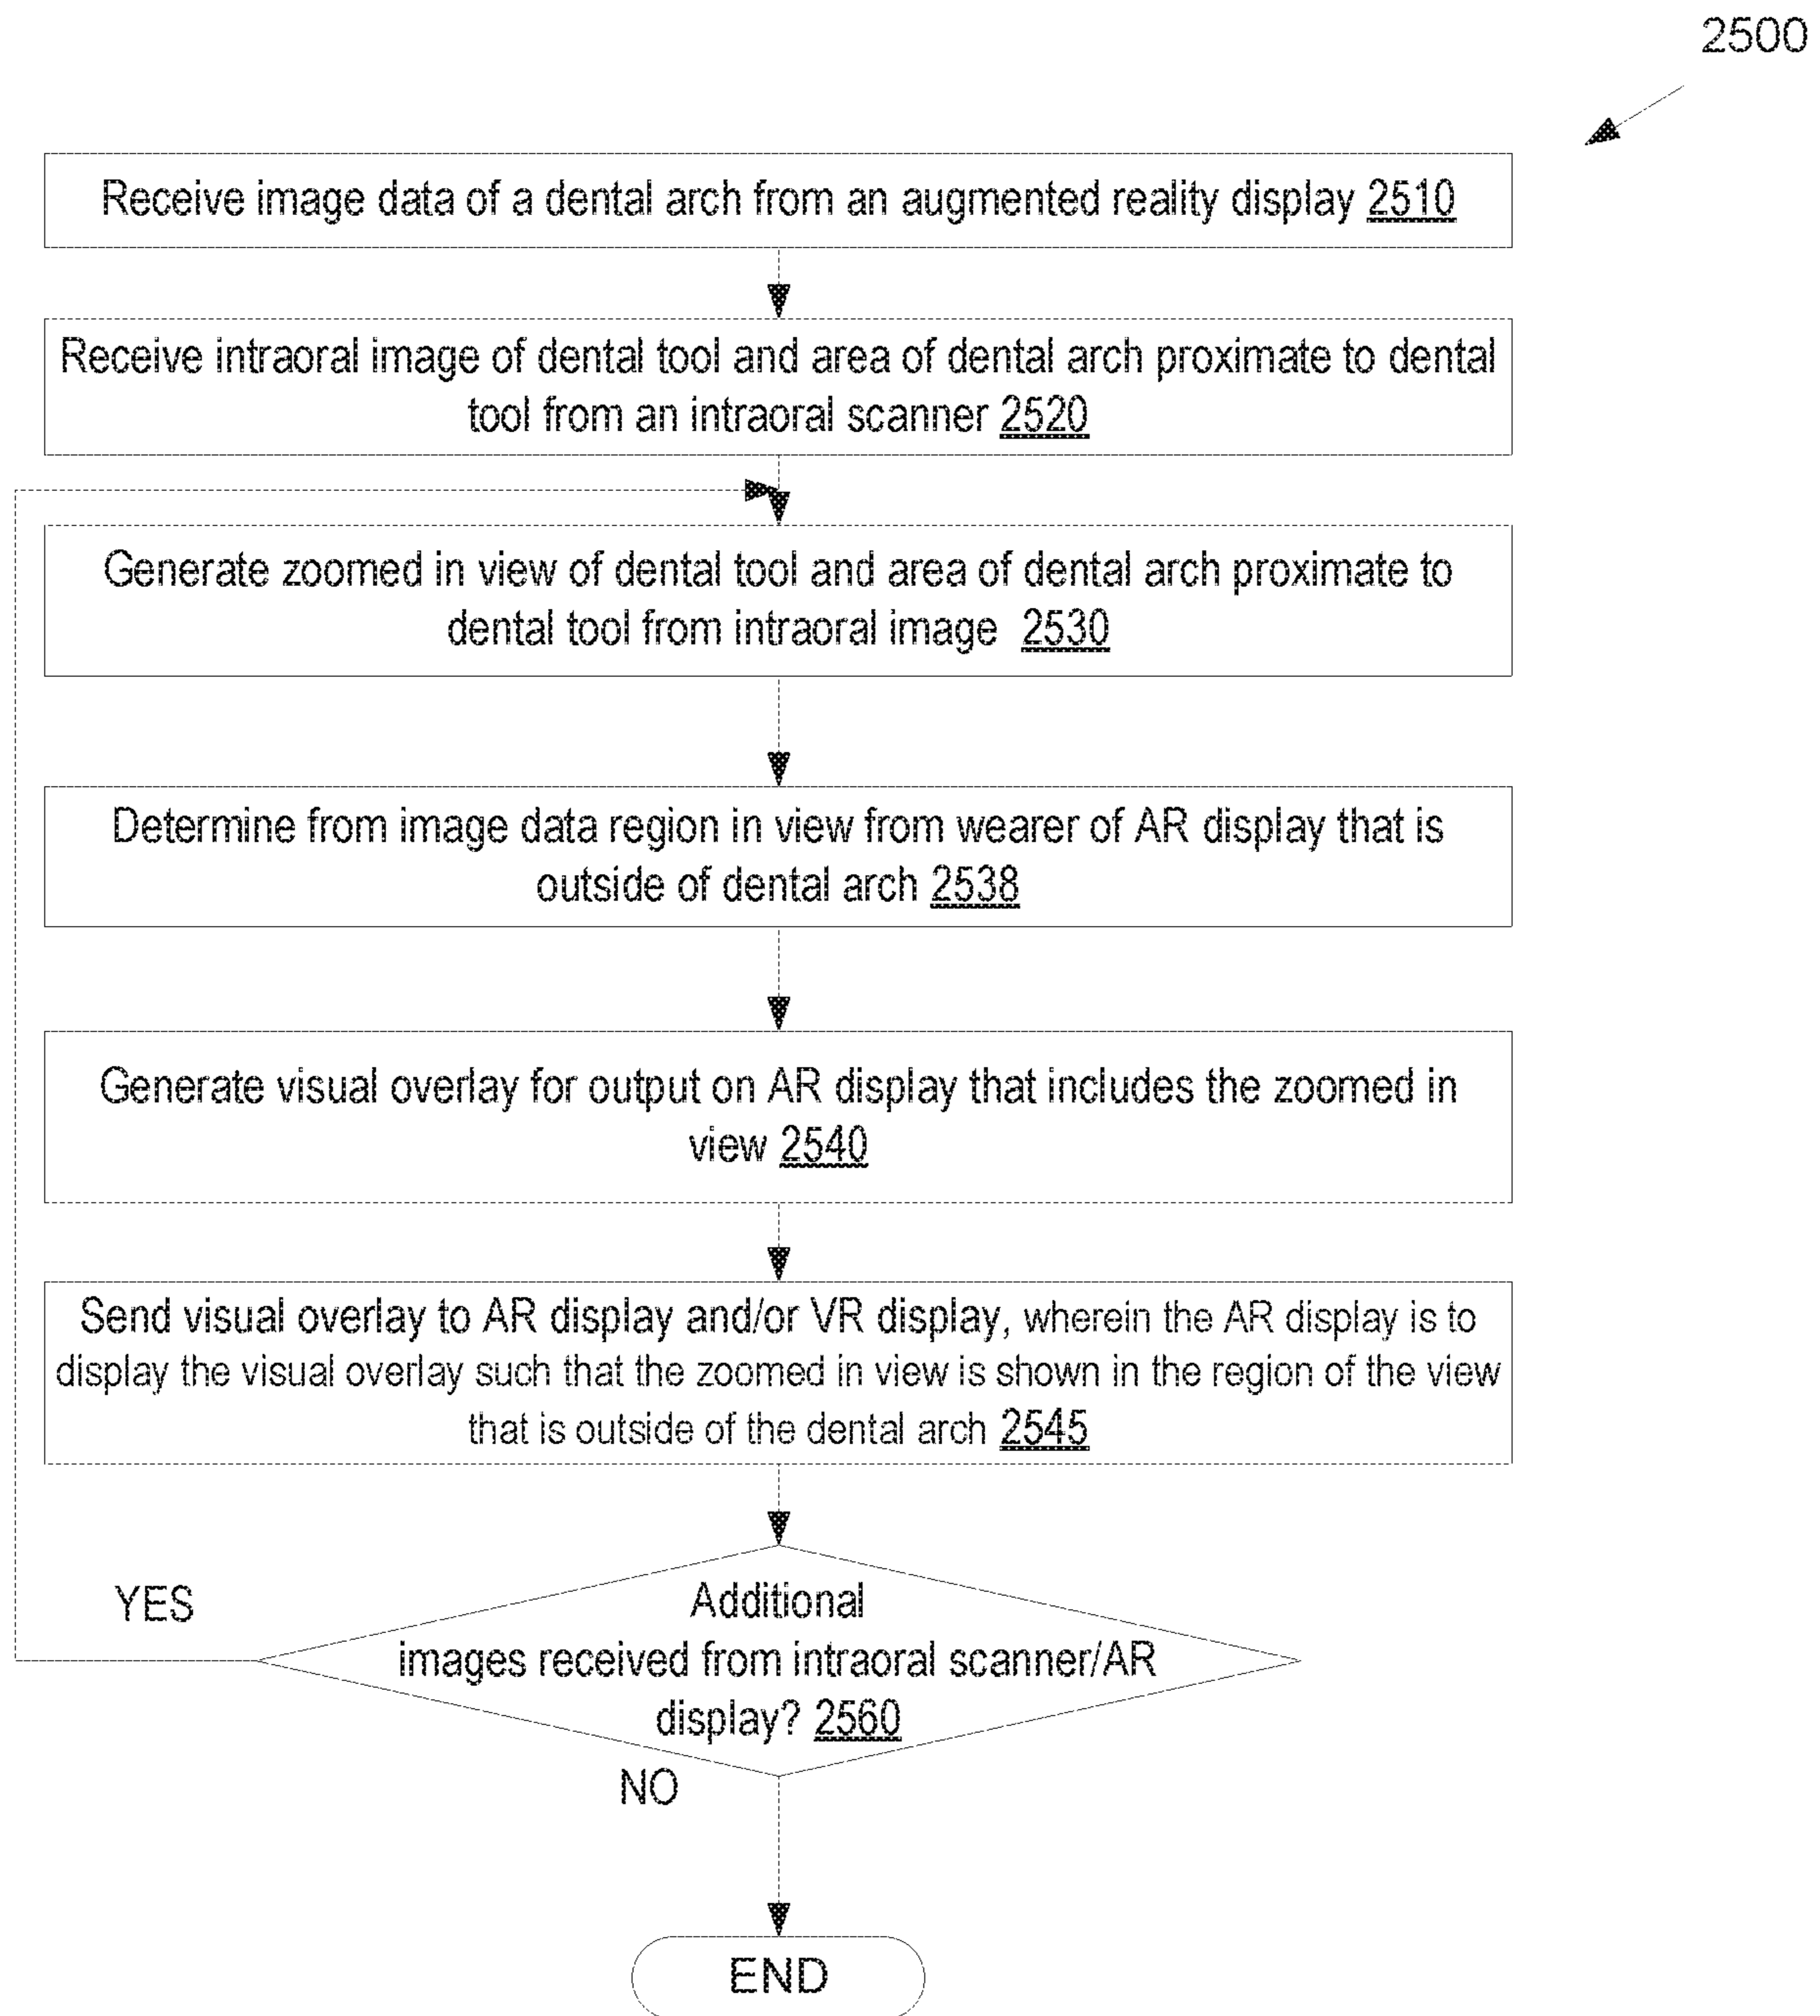 2500
Receive image data of a dental arch from an augmented reality display 2510
Receive intraoral image of dental tool and area of dental arch proximate to dental
tool from an intraoral scanner 2520
Generate zoomed in view of dental tool and area of dental arch proximate to
dental tool from intraoral image 2530
Determine from image data region in view from wearer of AR display that is
outside of dental arch 2538
Generate visual overlay for output on AR display that includes the zoomed in
view 2540
Send visual overlay to AR display and/or VR display, wherein the AR display is to
display the visual overlay such that the zoomed in view is shown in the region of the view
that is outside of the dental arch 2545
YES
Additional
images received from intraoral scanner/AR
display? 2560
NO
END